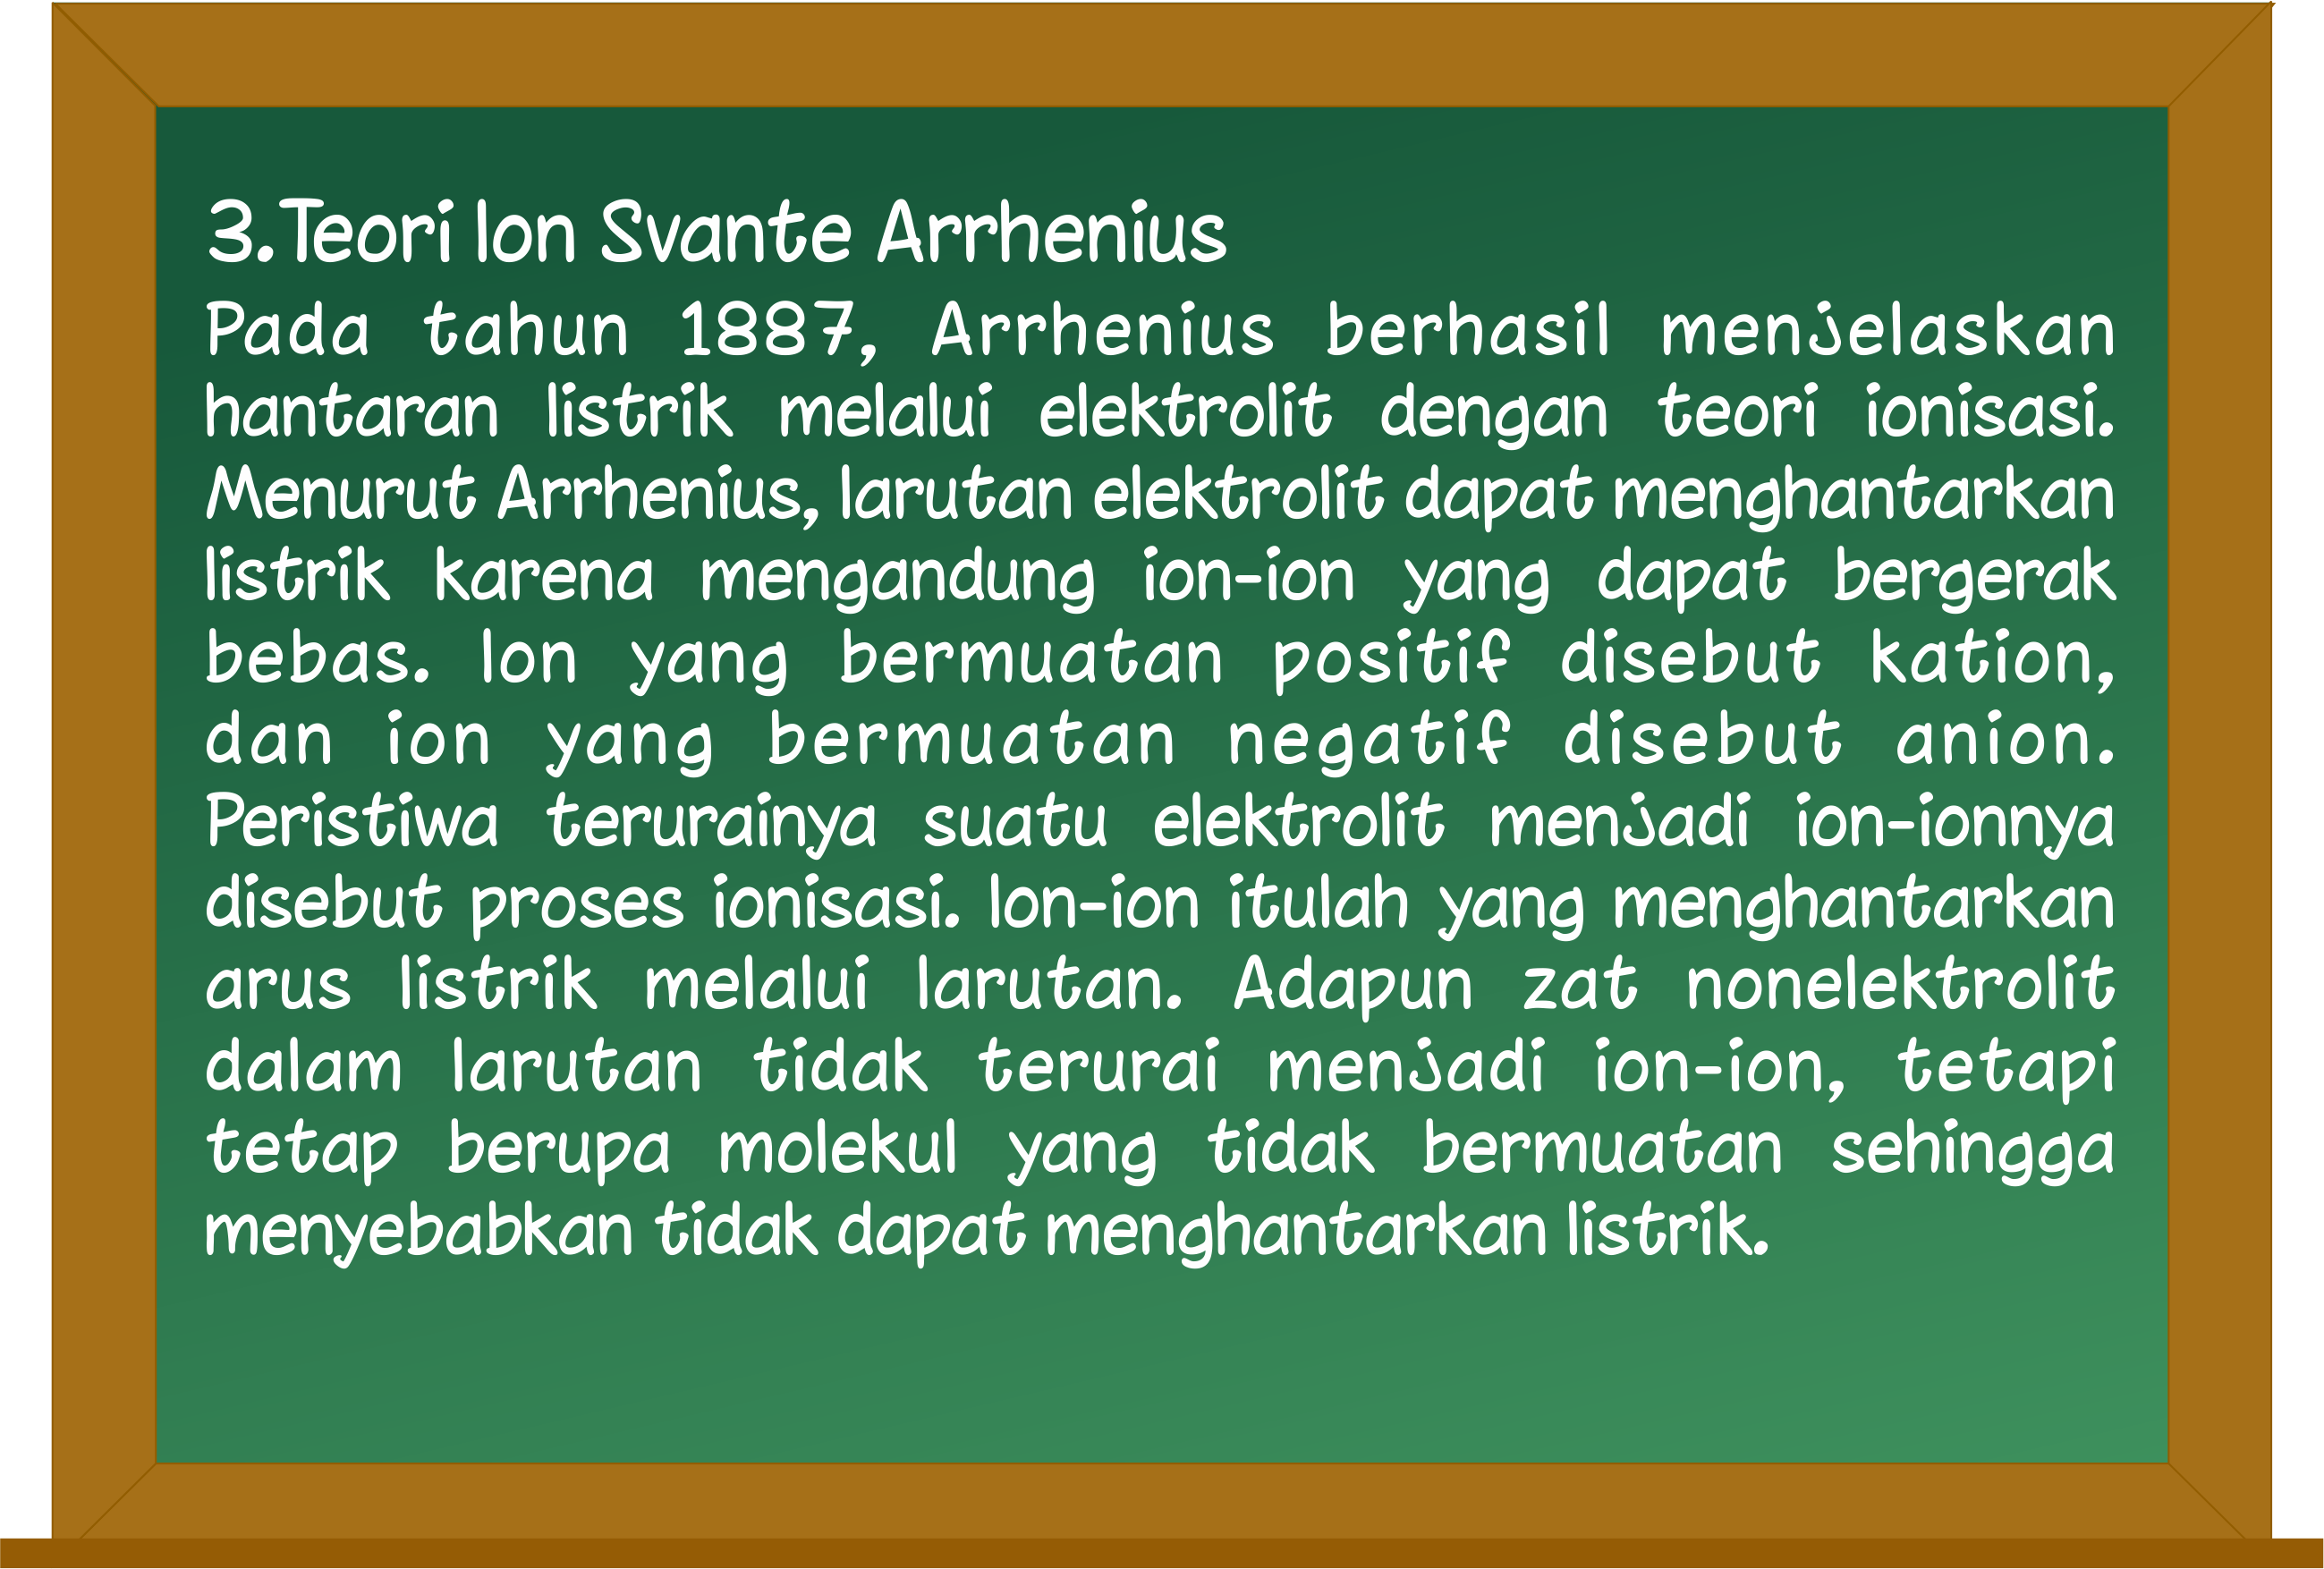 3.Teori Ion Svante Arrhenius
Pada tahun 1887, Arrhenius berhasil menjelaskan
hantaran listrik melalui elektrolit dengan teori ionisasi.
Menurut Arrhenius, larutan elektrolit dapat menghantarkan
listrik karena mengandung ion-ion yang dapat bergerak
bebas. Ion yang bermuatan positif disebut kation,
dan ion yang bermuatan negatif disebut anion.
Peristiwa terurainya suatu elektrolit menjadi ion-ionnya
disebut proses ionisasi. Ion-ion itulah yang menghantarkan
arus listrik melalui larutan. Adapun zat nonelektrolit
dalam larutan tidak terurai menjadi ion-ion, tetapi
tetap berupa molekul yang tidak bermuatan sehingga
menyebabkan tidak dapat menghantarkan listrik.